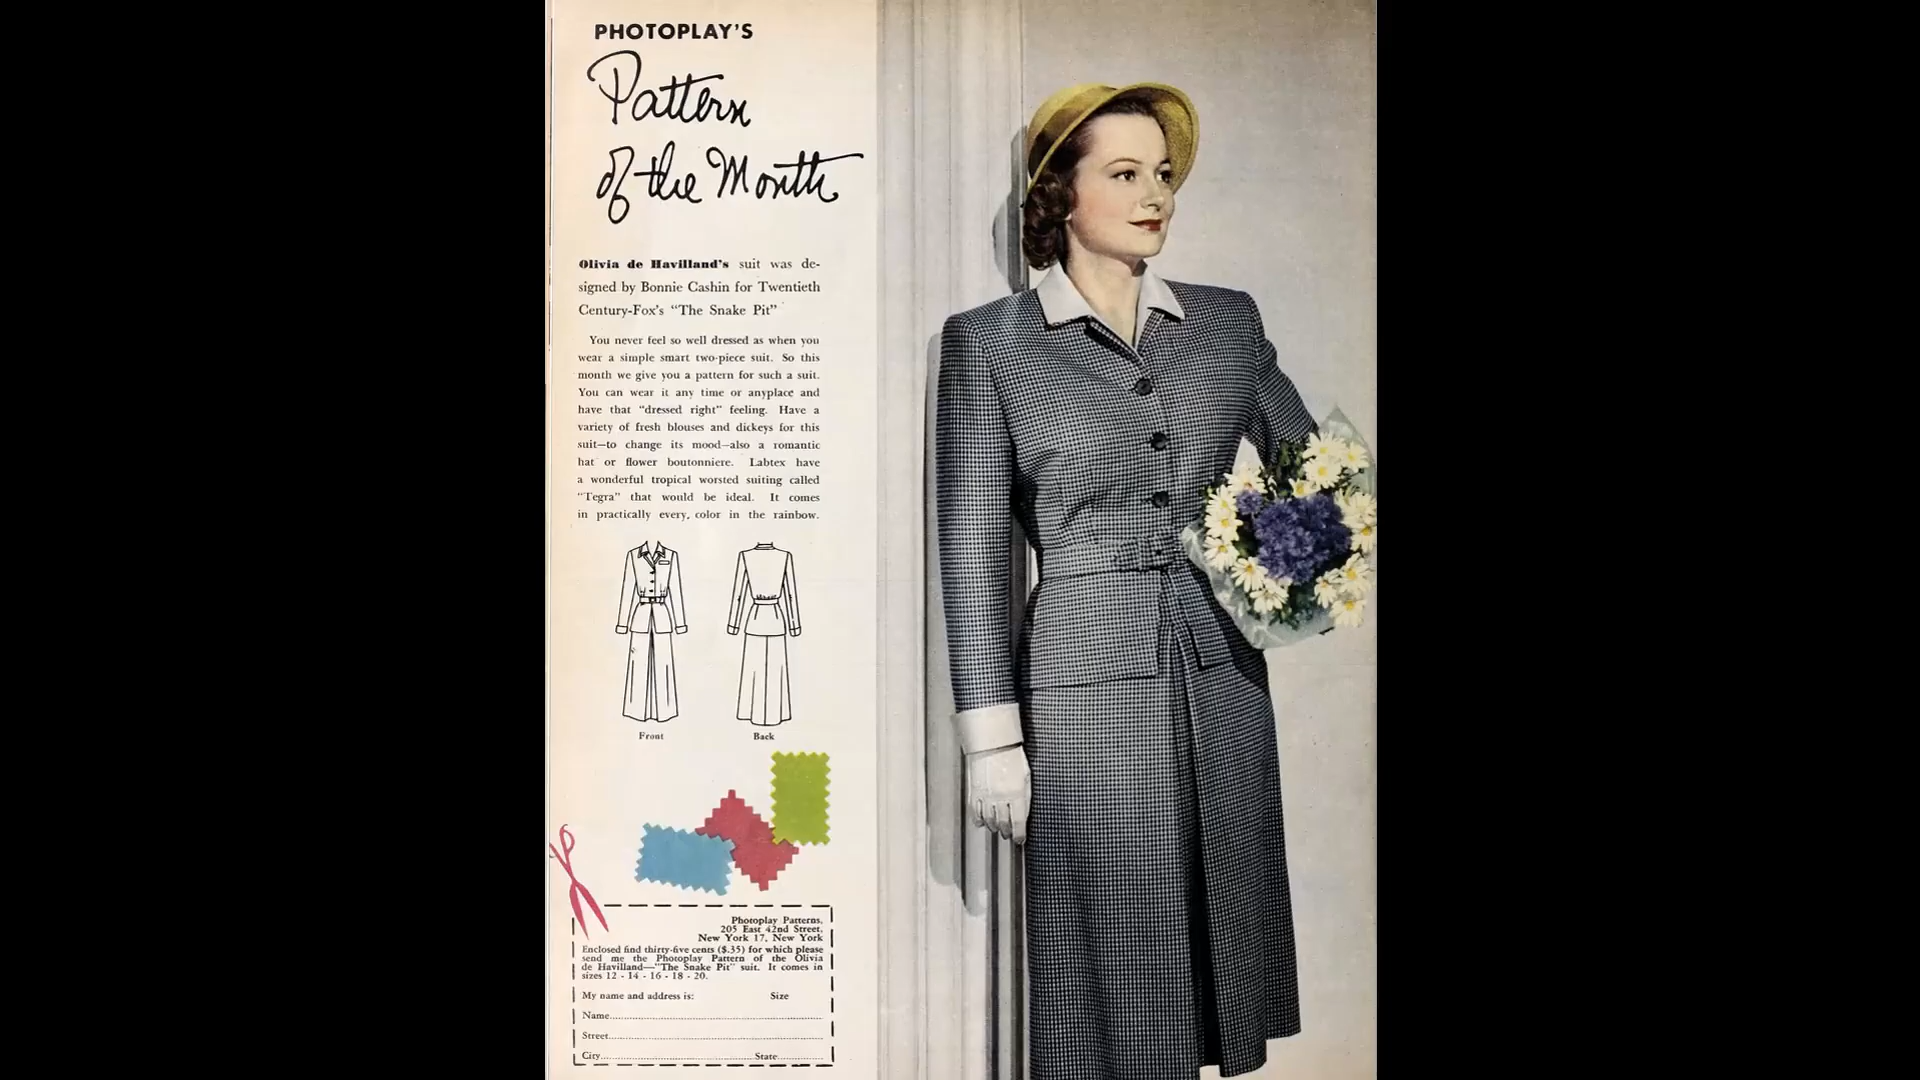 PHOTOPLAY'S
Pattern
of the Month
Olivia de Havilland's suit was de-
signed by Bonnie Cashin for Twentieth
Century-Fox's "The Snake Pit"
You never feel so well dressed as when you
wear a simple smart two-piece suit. So this
month we give you a pattern for such a suit.
You can wear it any time or anyplace and
have that "dressed right" feeling. Have a
variety of fresh blouses and dickeys for this
suit—to change its mood—also a romantic
hat or flower boutonniere. Labtex have
a wonderful tropical worsted suiting called
"Tegra" that would be ideal. It comes
in practically every color in the rainbow.
Front Back
Photoplay Patterns,
205 East 42nd Street,
New York 17, New York
Enclosed find thirty-five cents ($.35) for which please
send me the Photoplay Pattern of the Olivia
de Havilland—"The Snake Pit" suit. It comes in
sizes 12 - 14 - 16 - 18 - 20.
My name and address is: Size
Name
Street
City State